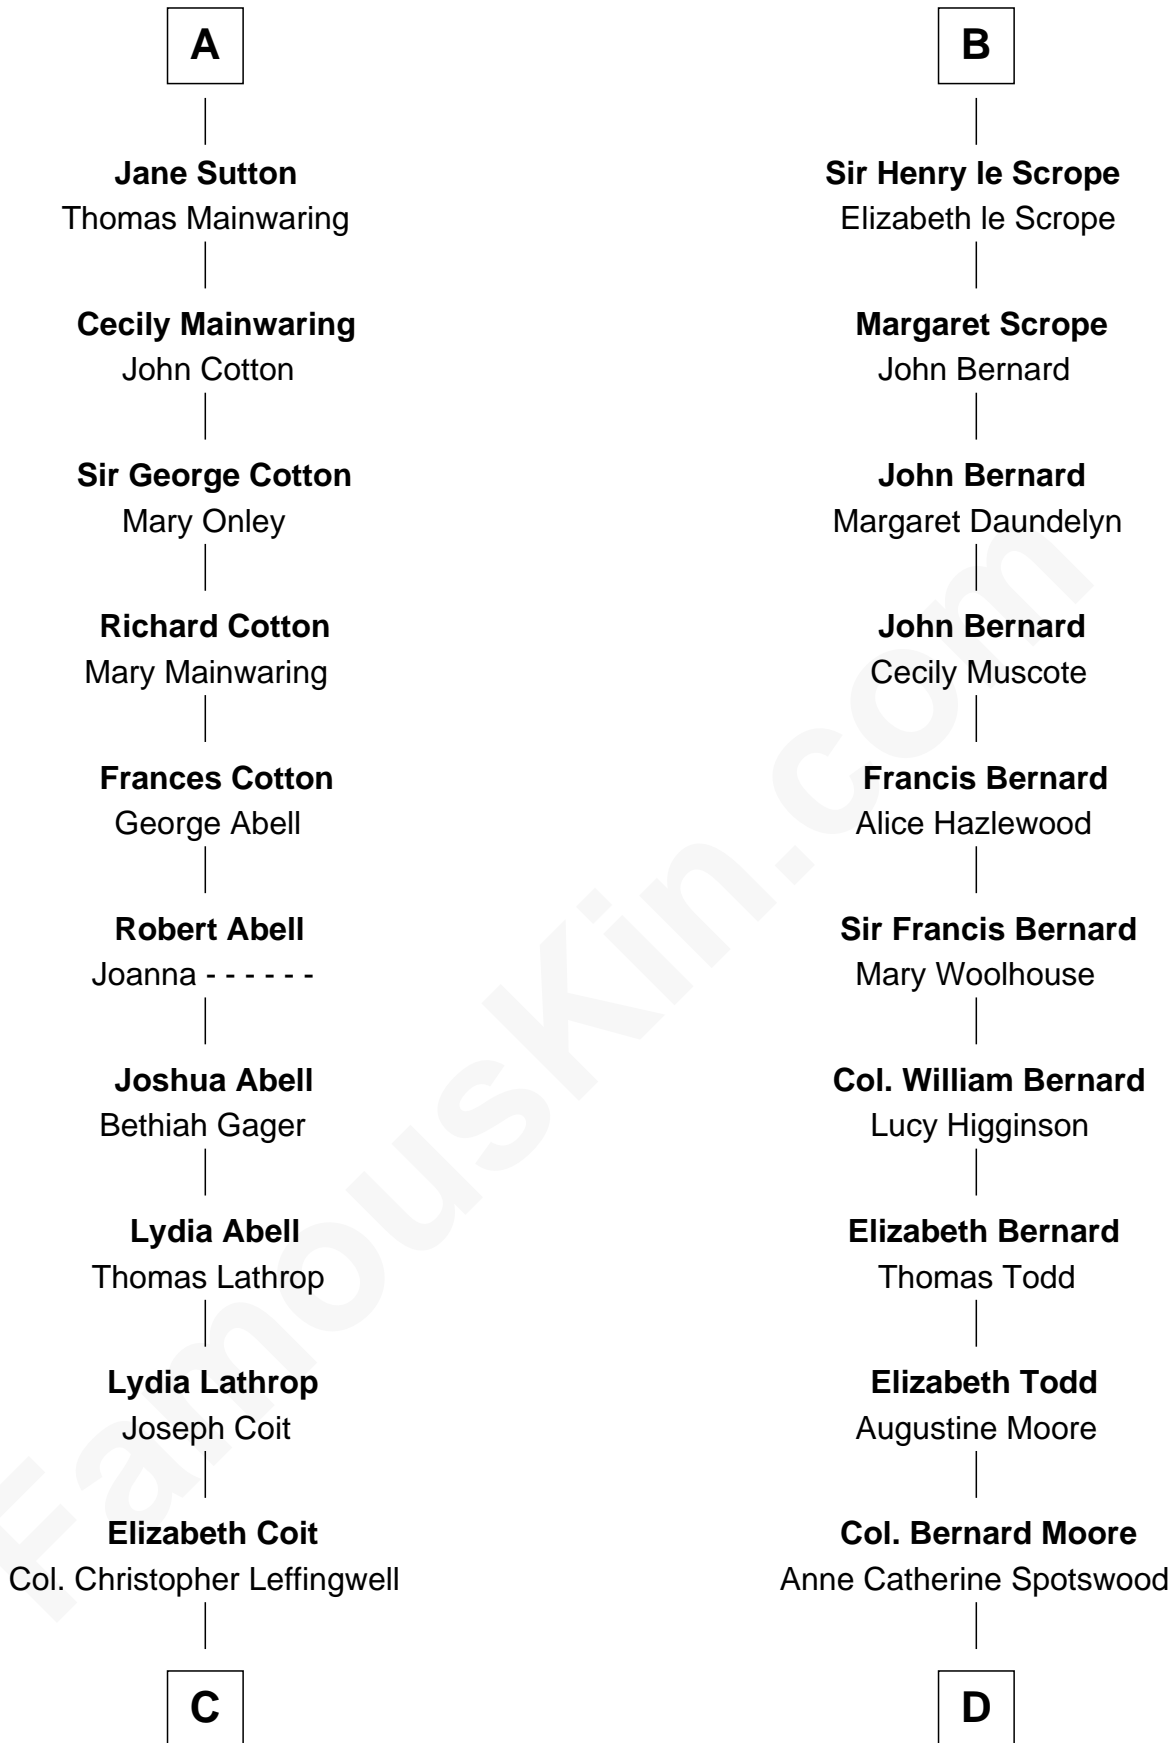 A
Jane Sutton
Thomas Mainwaring
Cecily Mainwaring
John Cotton
Sir George Cotton
Mary Onley
Richard Cotton
Mary Mainwaring
Frances Cotton
George Abell
Robert Abell
Joanna - - - - - -
Joshua Abell
Bethiah Gager
Lydia Abell
Thomas Lathrop
Lydia Lathrop
Joseph Coit
Elizabeth Coit
Col. Christopher Leffingwell
C
B
Sir Henry le Scrope
Elizabeth le Scrope
Margaret Scrope
John Bernard
John Bernard
Margaret Daundelyn
John Bernard
Cecily Muscote
Francis Bernard
Alice Hazlewood
Sir Francis Bernard
Mary Woolhouse
Col. William Bernard
Lucy Higginson
Elizabeth Bernard
Thomas Todd
Elizabeth Todd
Augustine Moore
Col. Bernard Moore
Anne Catherine Spotswood
D
FamousKin.com